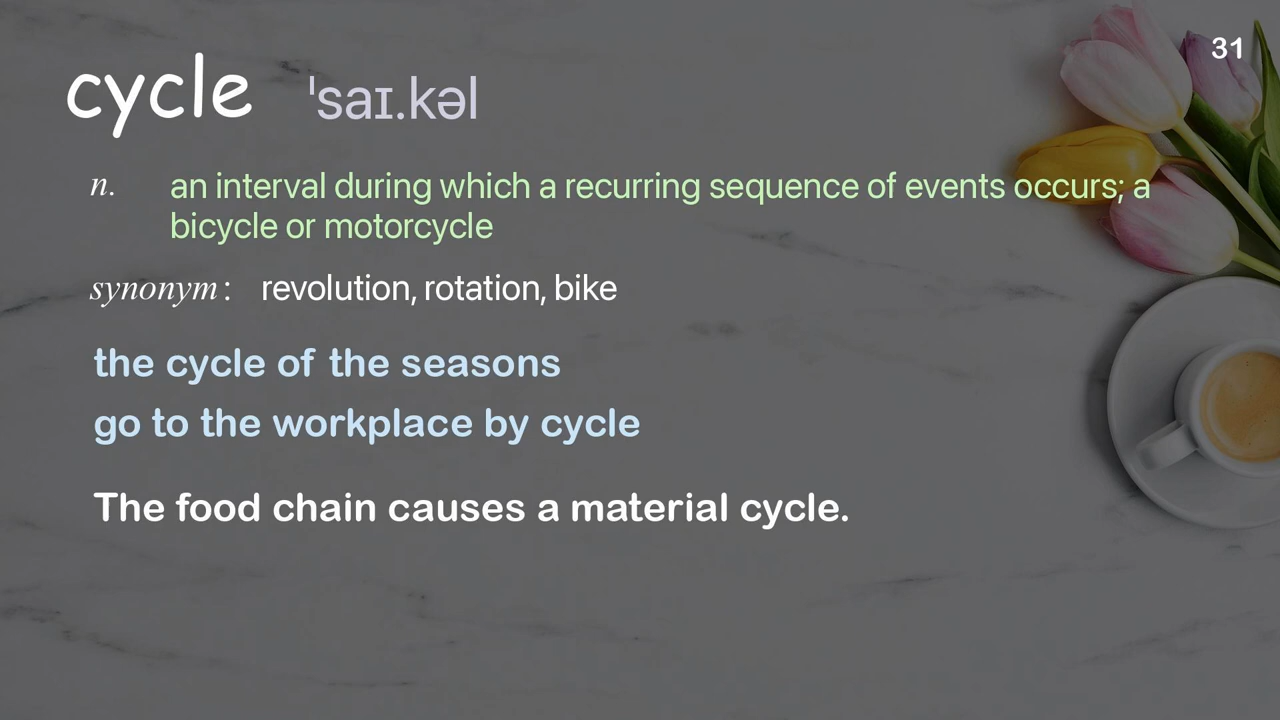 31
cycle ˈsaɪ.kəl
n. an interval during which a recurring sequence of events occurs; a
bicycle or motorcycle
synonym: revolution, rotation, bike
the cycle of the seasons
go to the workplace by cycle
The food chain causes a material cycle.